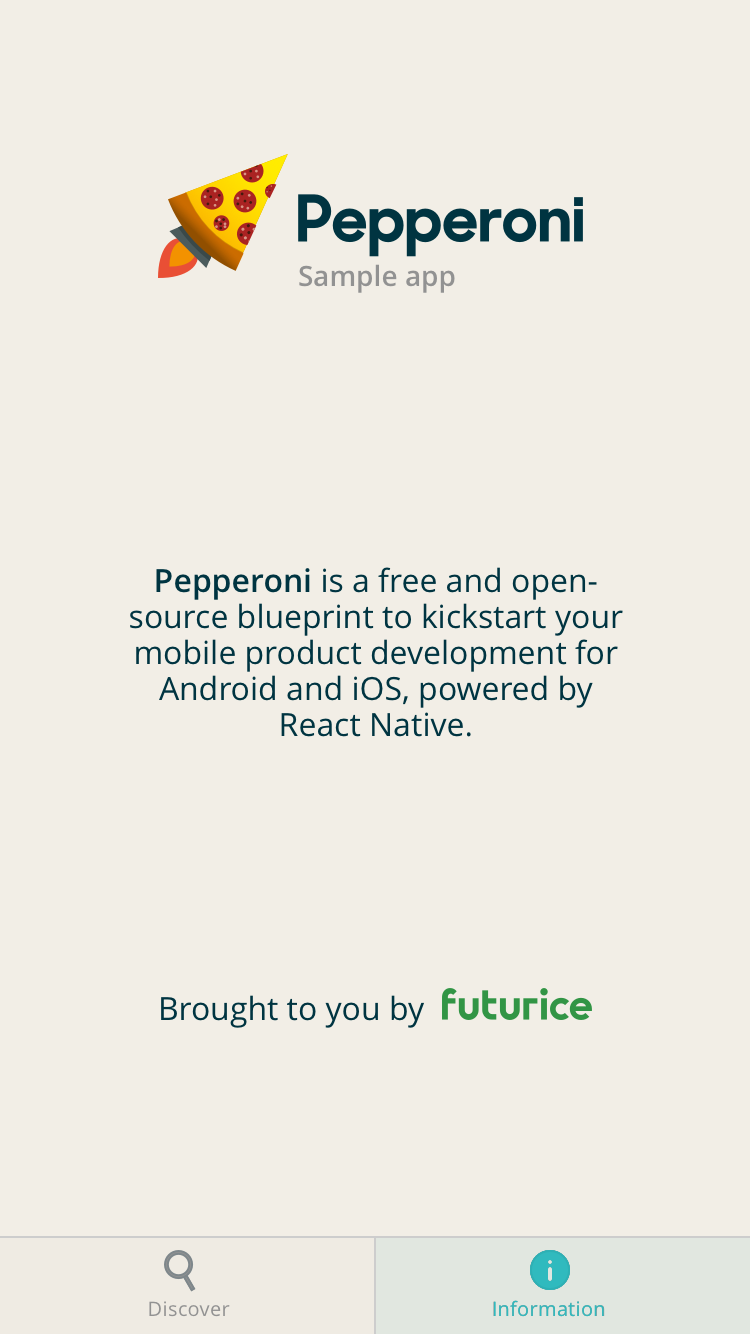 Pepperoni
Sample app
Pepperoni is a free and open-
source blueprint to kickstart your
mobile product development for
Android and iOS, powered by
React Native.
Brought to you by futurice
Discover
Information